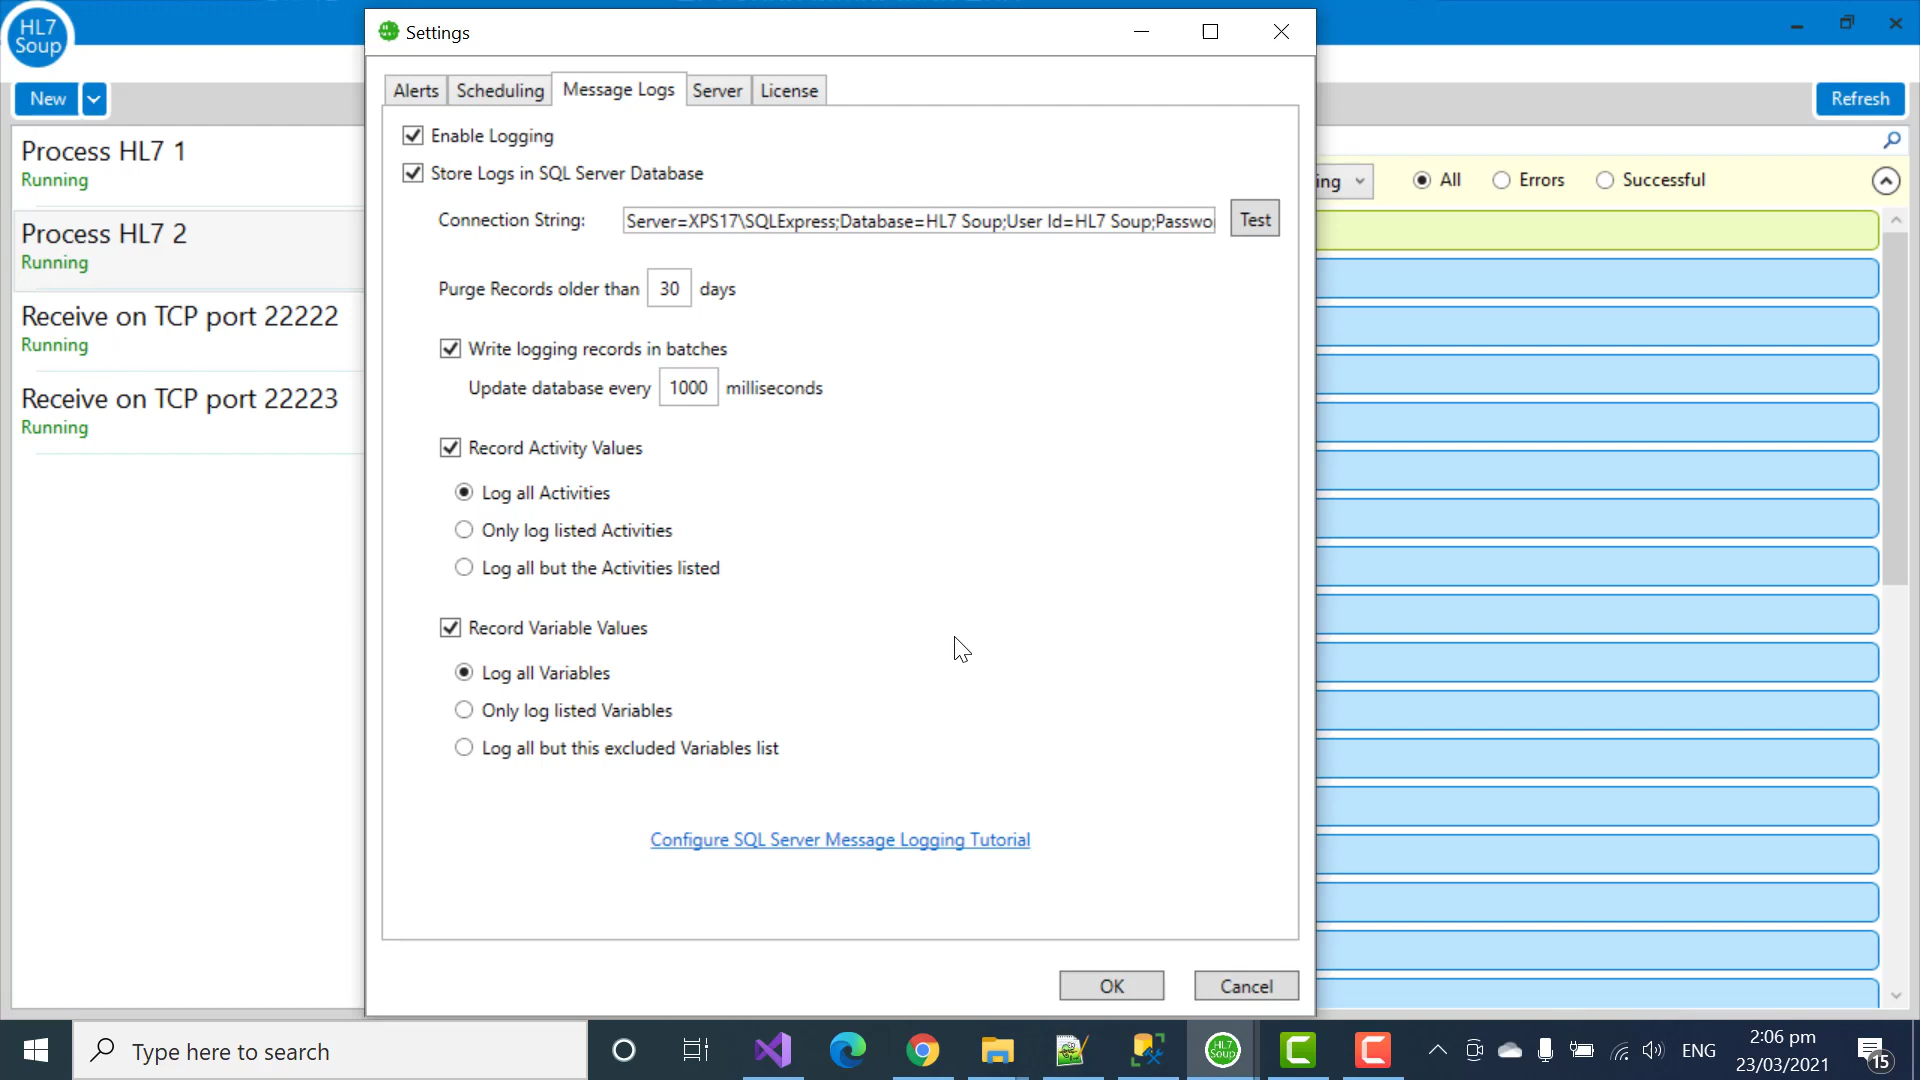 HL7
Soup
Settings
New
Refresh
Alerts
Scheduling
Message Logs
Server
License
Process HL7 1
Running
Process HL7 2
Running
Receive on TCP port 22222
Running
Receive on TCP port 22223
Running
Enable Logging
Store Logs in SQL Server Database
Connection String: Server=XPS17\SQLExpress;Database=HL7 Soup;User Id=HL7 Soup;Passwo Test
Purge Records older than 30 days
Write logging records in batches
Update database every 1000 milliseconds
Record Activity Values
Log all Activities
Only log listed Activities
Log all but the Activities listed
Record Variable Values
Log all Variables
Only log listed Variables
Log all but this excluded Variables list
Configure SQL Server Message Logging Tutorial
OK
Cancel
ing
All
Errors
Successful
Type here to search
HL7
Soup
ENG
2:06 pm
23/03/2021
15